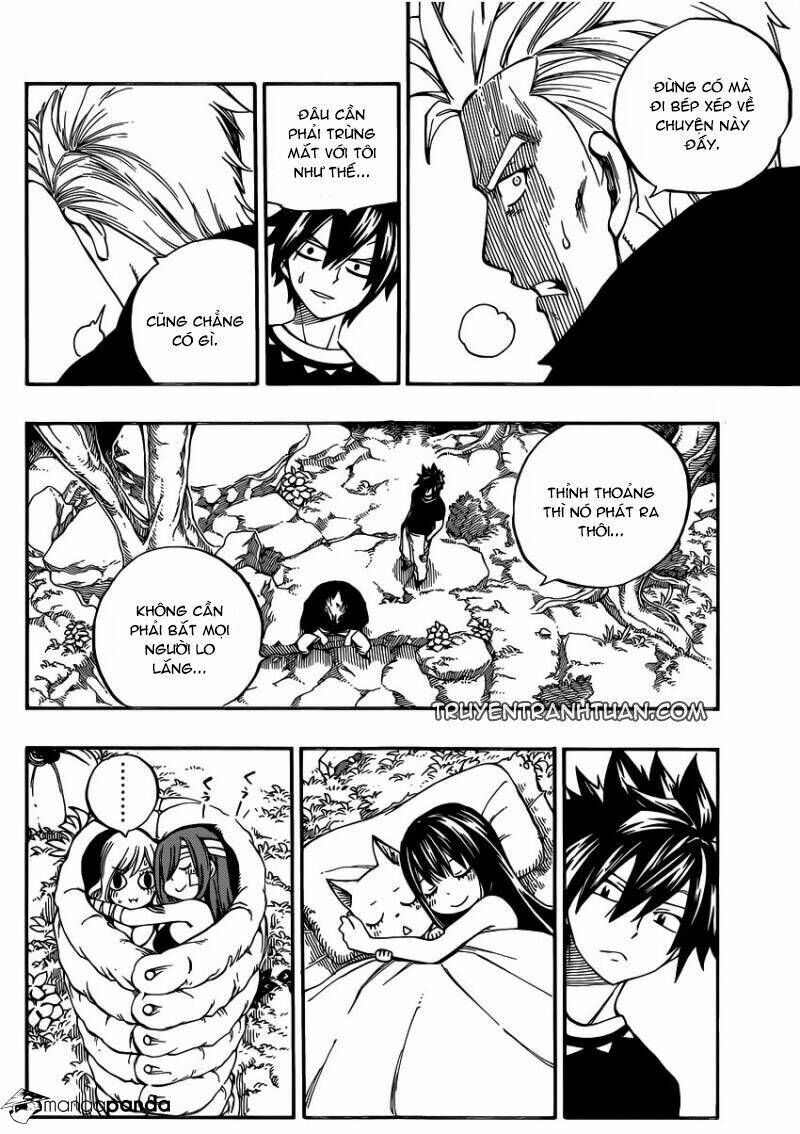 ĐỪNG CÓ MÀ
ĐI BÉP XÉP VỀ
CHUYỆN NÀY
ĐẤY.
ĐÂU CẦN
PHẢI TRỪNG
MẮT VỚI TÔI
NHƯ THẾ...
CŨNG CHẲNG
CÓ GÌ.
THỈNH THOẢNG
THÌ NÓ PHÁT RA
THÔI...
KHÔNG CẦN
PHẢI BẮT MỌI
NGƯỜI LO
LẮNG...
TRUYENTRANHTUAN.COM
mangapanda